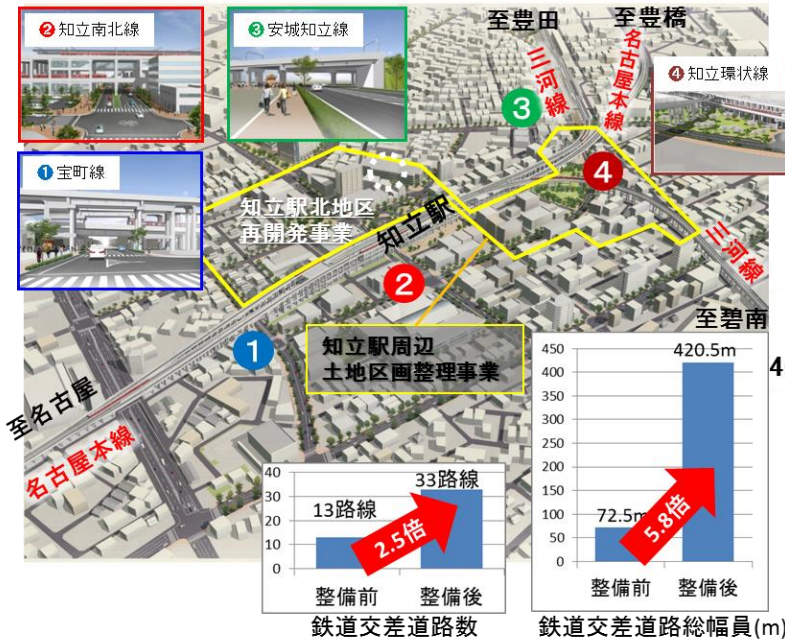 ❷知立南北線
❸安城知立線
至豊田
至豊橋
三河線
名古屋本線
❹知立環状線
❶宝町線
3
4
知立駅北地区
再開発事業
知立駅
2
三河線
至碧南
知立駅周辺
土地区画整理事業
1
至名古屋
名古屋本線
40
30
20
10
0
13路線
33路線
2.5倍
整備前
整備後
鉄道交差道路数
450
400
350
300
250
200
150
100
50
0
420.5m
72.5m
5.8倍
整備前
整備後
鉄道交差道路総幅員(m)
4